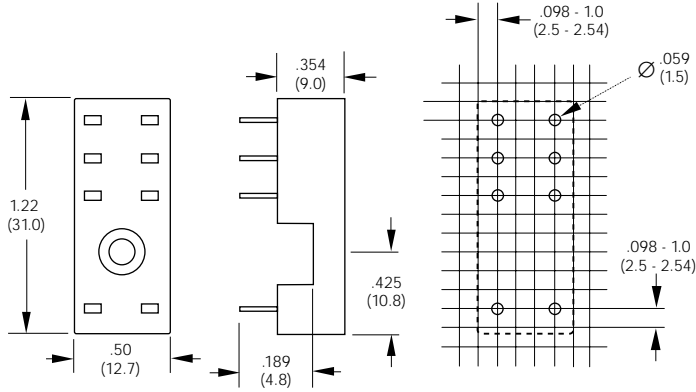 .098 - 1.0
(2.5 - 2.54)
.354
(9.0)
Ø .059
(1.5)
1.22
(31.0)
.098 - 1.0
(2.5 - 2.54)
.425
(10.8)
.50
(12.7)
.189
(4.8)